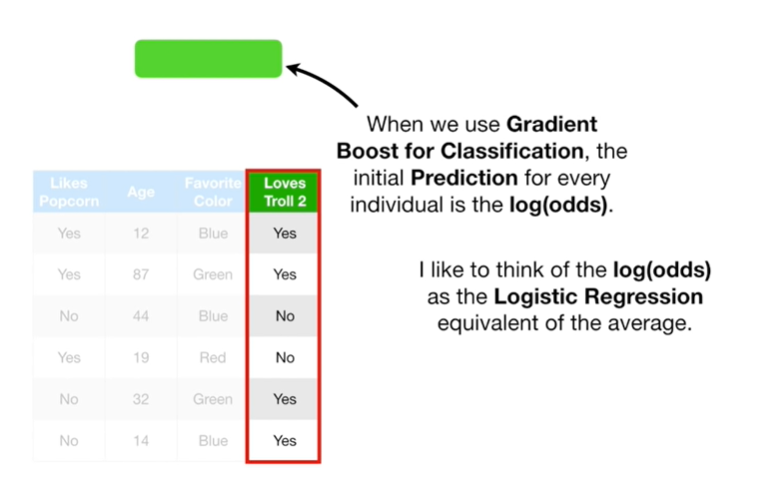 When we use Gradient
Boost for Classification, the
initial Prediction for every
individual is the log(odds).
I like to think of the log(odds)
as the Logistic Regression
equivalent of the average.
Likes Popcorn Age Favorite Color Loves Troll 2
Yes 12 Blue Yes
Yes 87 Green Yes
No 44 Blue No
Yes 19 Red No
No 32 Green Yes
No 14 Blue Yes